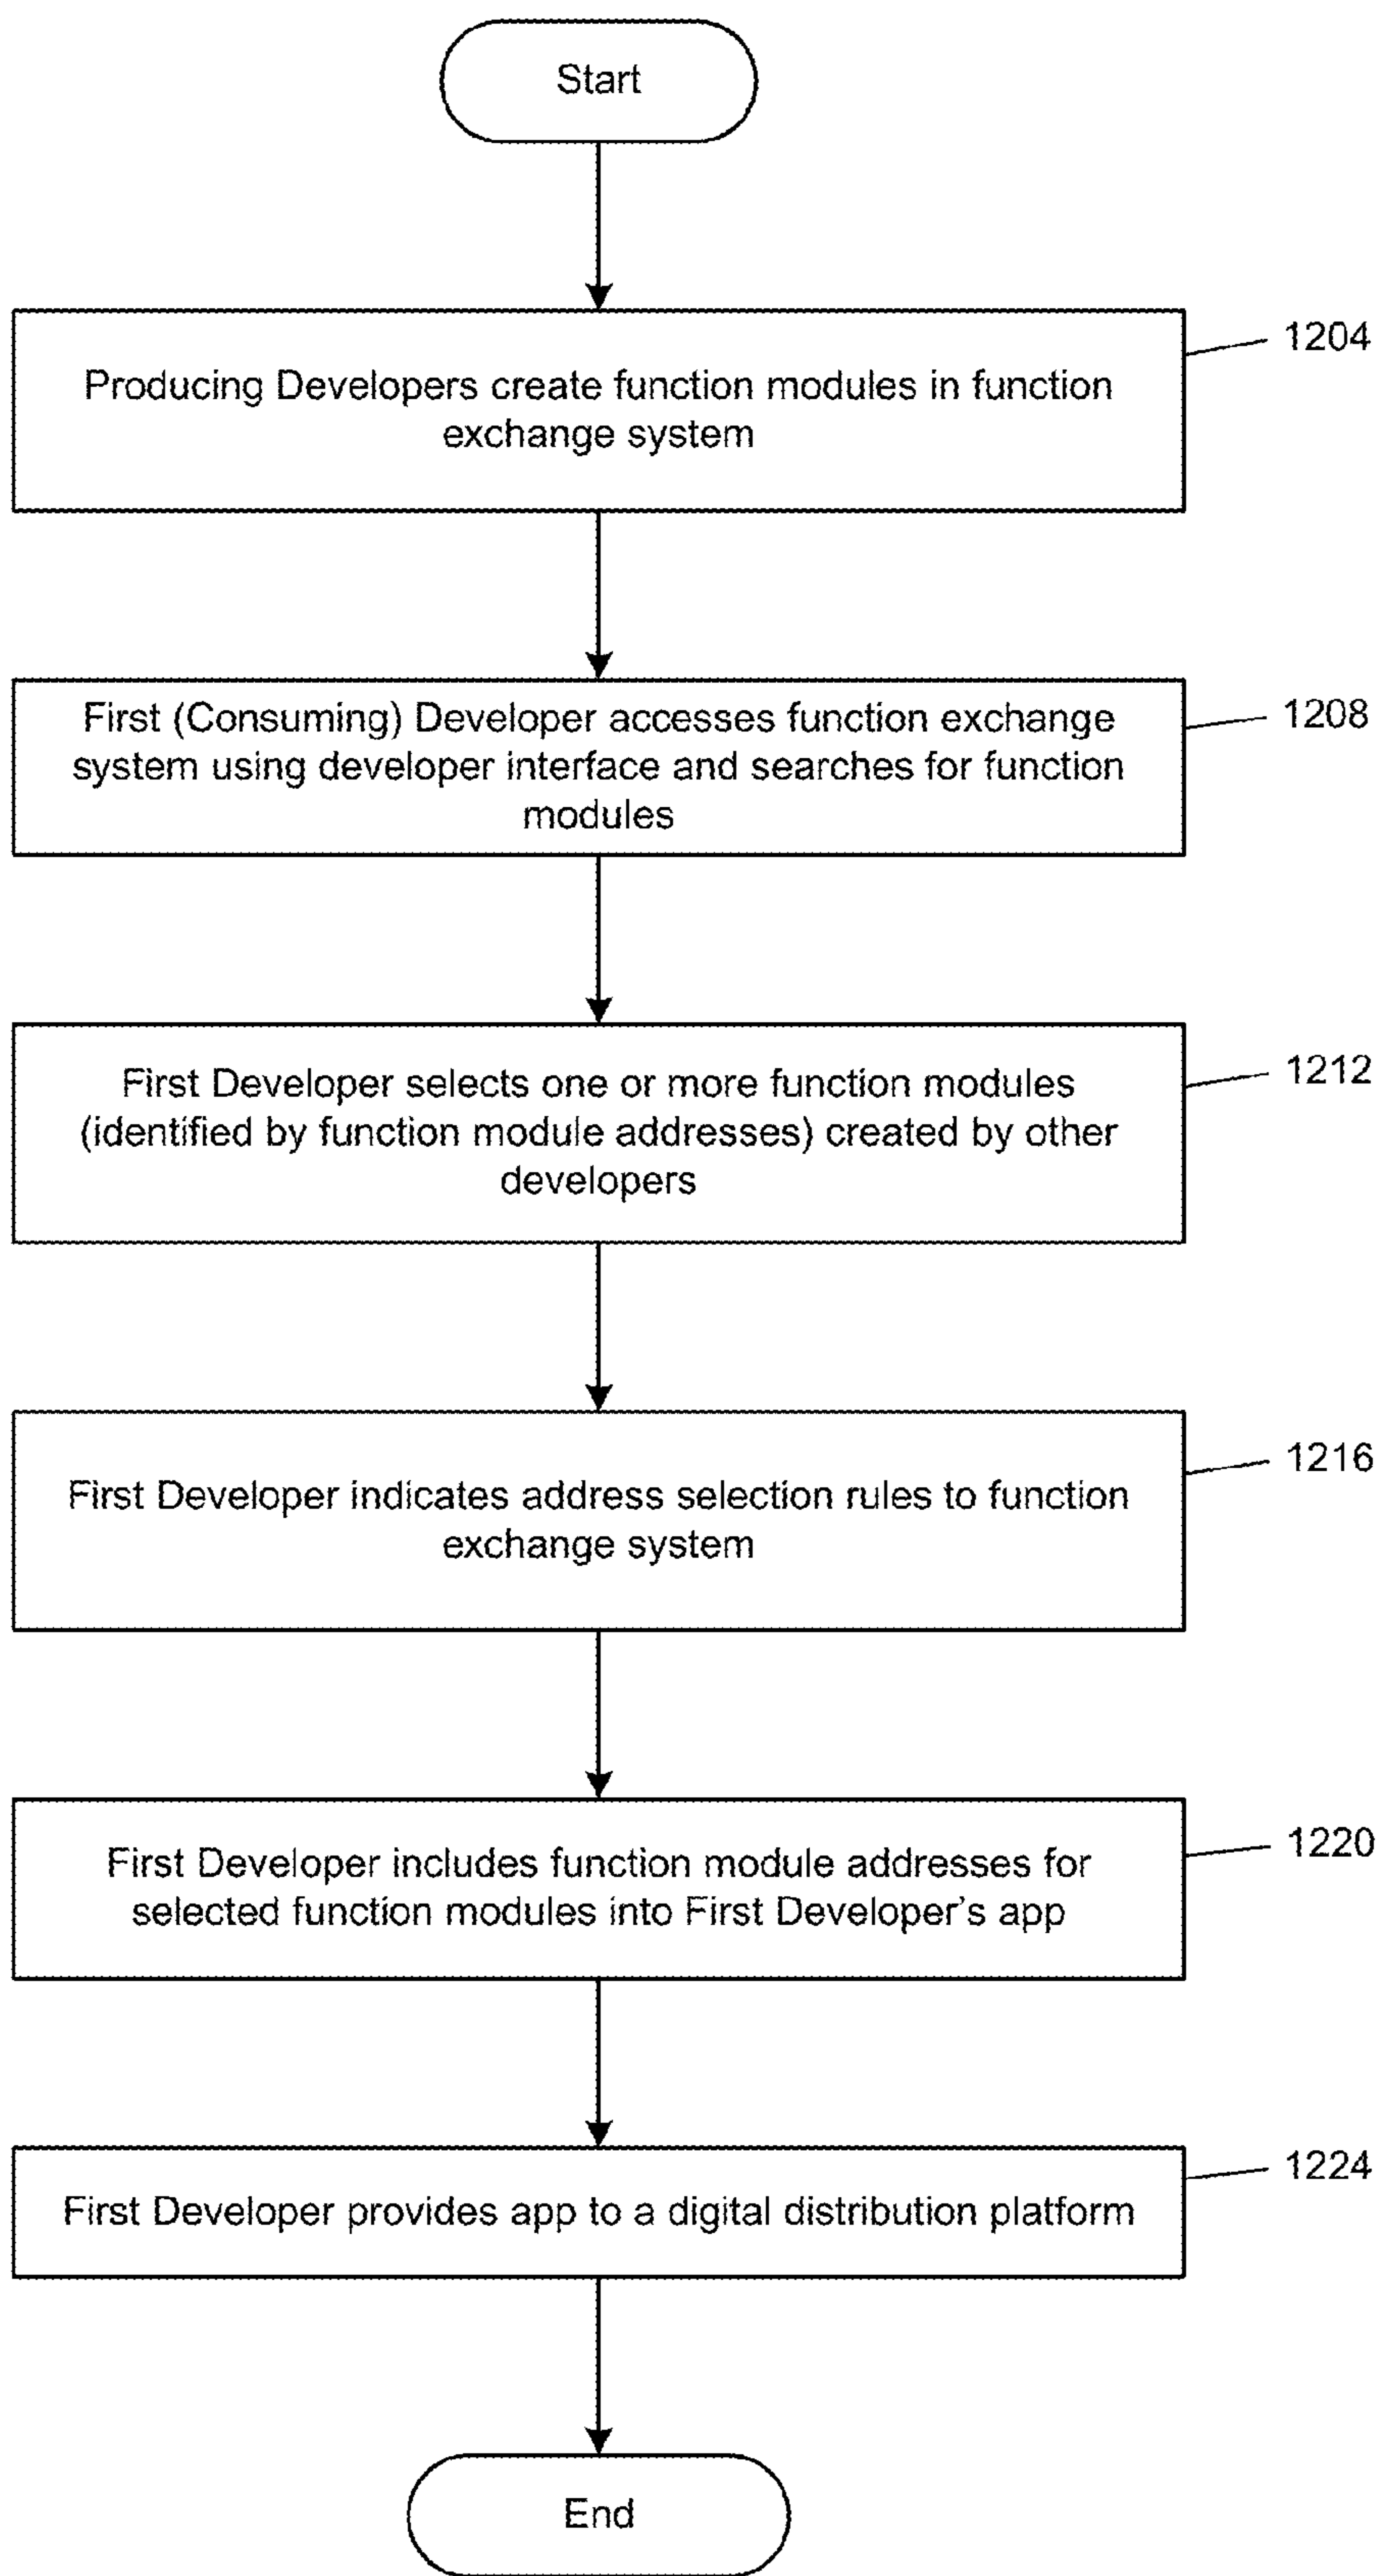 Start
1204
Producing Developers create function modules in function
exchange system
1208
First (Consuming) Developer accesses function exchange
system using developer interface and searches for function
modules
1212
First Developer selects one or more function modules
(identified by function module addresses) created by other
developers
1216
First Developer indicates address selection rules to function
exchange system
1220
First Developer includes function module addresses for
selected function modules into First Developer's app
1224
First Developer provides app to a digital distribution platform
End